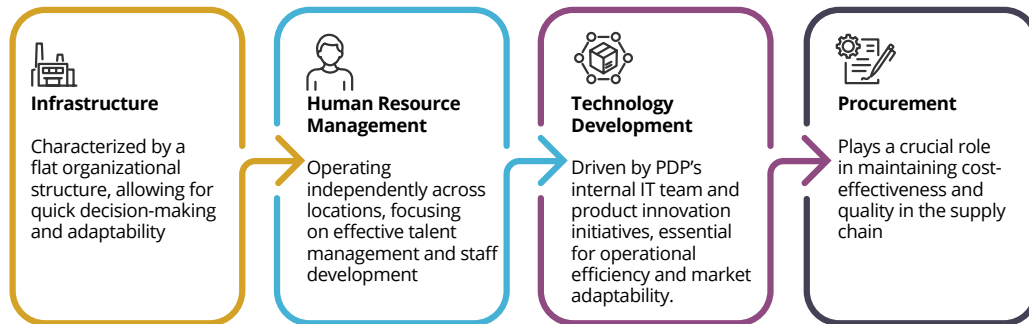 Infrastructure
Characterized by a
flat organizational
structure, allowing for
quick decision-making
and adaptability
Human Resource
Management
Operating
independently across
locations, focusing
on effective talent
management and staff
development
Technology
Development
Driven by PDP’s
internal IT team and
product innovation
initiatives, essential
for operational
efficiency and market
adaptability.
Procurement
Plays a crucial role
in maintaining cost-
effectiveness and
quality in the supply
chain